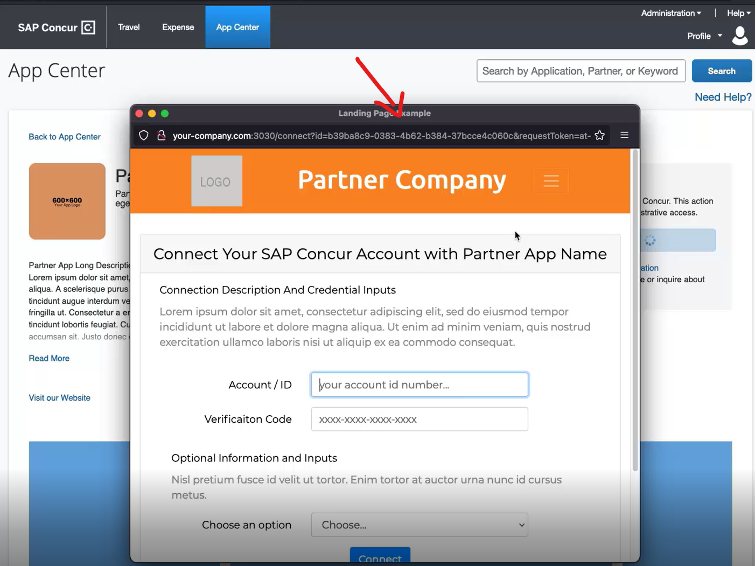 SAP Concur C
Travel
Expense
App Center
Administration
|
Help
Profile
App Center
Search by Application, Partner, or Keyword
Search
Need Help?
Back to App Center
600×600
Your App Logo
Pa
Par
ege
Partner App Long Descriptio
Lorem ipsum dolor sit amet,
aliqua. A scelerisque purus
tincidunt augue interdum ve
fringilla ut. Consectetur a er
tincidunt lobortis feugiat. Cu
accumsan sit. Justo donec
Read More
Visit our Website
Concur. This action
strative access.
ation
e or inquire about
Landing Page Example
your-company.com:3030/connect?id=b39ba8c9-0383-4b62-b384-37bcce4c060c&requestToken=at-
LOGO
Partner Company
Connect Your SAP Concur Account with Partner App Name
Connection Description And Credential Inputs
Lorem ipsum dolor sit amet, consectetur adipiscing elit, sed do eiusmod tempor
incididunt ut labore et dolore magna aliqua. Ut enim ad minim veniam, quis nostrud
exercitation ullamco laboris nisi ut aliquip ex ea commodo consequat.
Account / ID
your account id number...
Verificaiton Code
xxxx-xxxx-xxxx-xxxx
Optional Information and Inputs
Nisl pretium fusce id velit ut tortor. Enim tortor at auctor urna nunc id cursus
metus.
Choose an option
Choose...
Connect